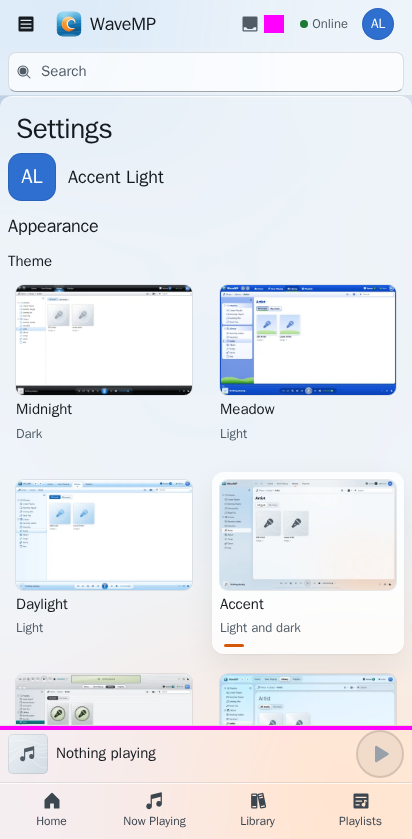 WaveMP
Online
AL
Search
Settings
AL
Accent Light
Appearance
Theme
Midnight
Dark
Meadow
Light
Daylight
Light
Accent
Light and dark
Nothing playing
Home
Now Playing
Library
Playlists